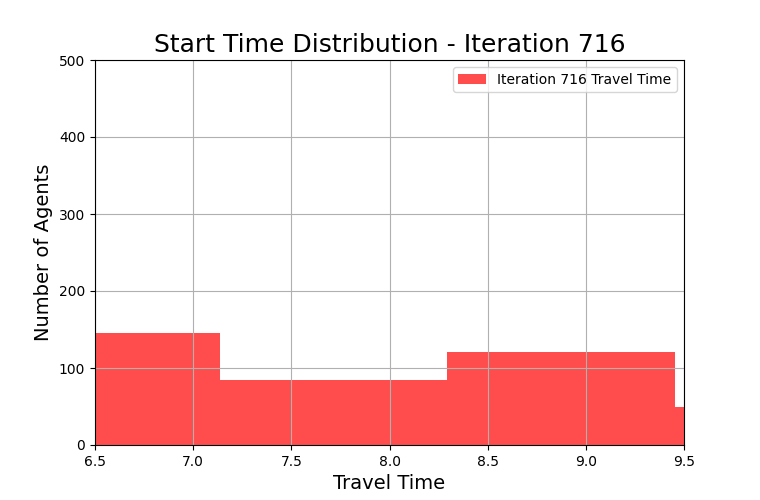 Start Time Distribution - Iteration 716
Iteration 716 Travel Time
Number of Agents
500
400
300
200
100
0
6.5 7.0 7.5 8.0 8.5 9.0 9.5
Travel Time